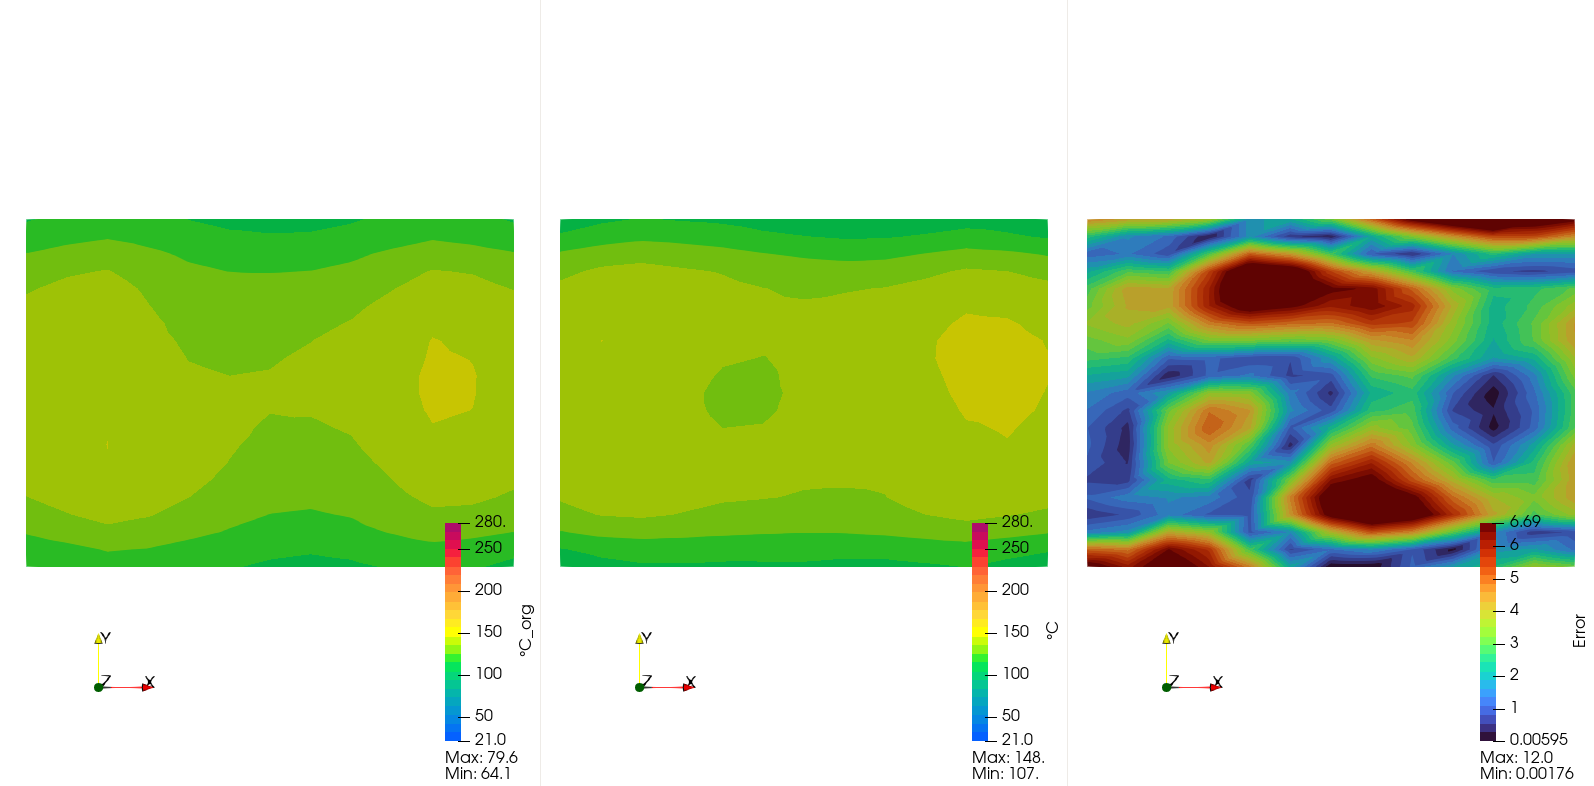 280.
250
200
150
100
50
21.0
°C_org
Max: 79.6
Min: 64.1
Y
Z
X
280.
250
200
150
100
50
21.0
°C
Max: 148.
Min: 107.
Y
Z
X
6.69
6
5
4
3
2
1
0.00595
Error
Max: 12.0
Min: 0.00176
Y
Z
X